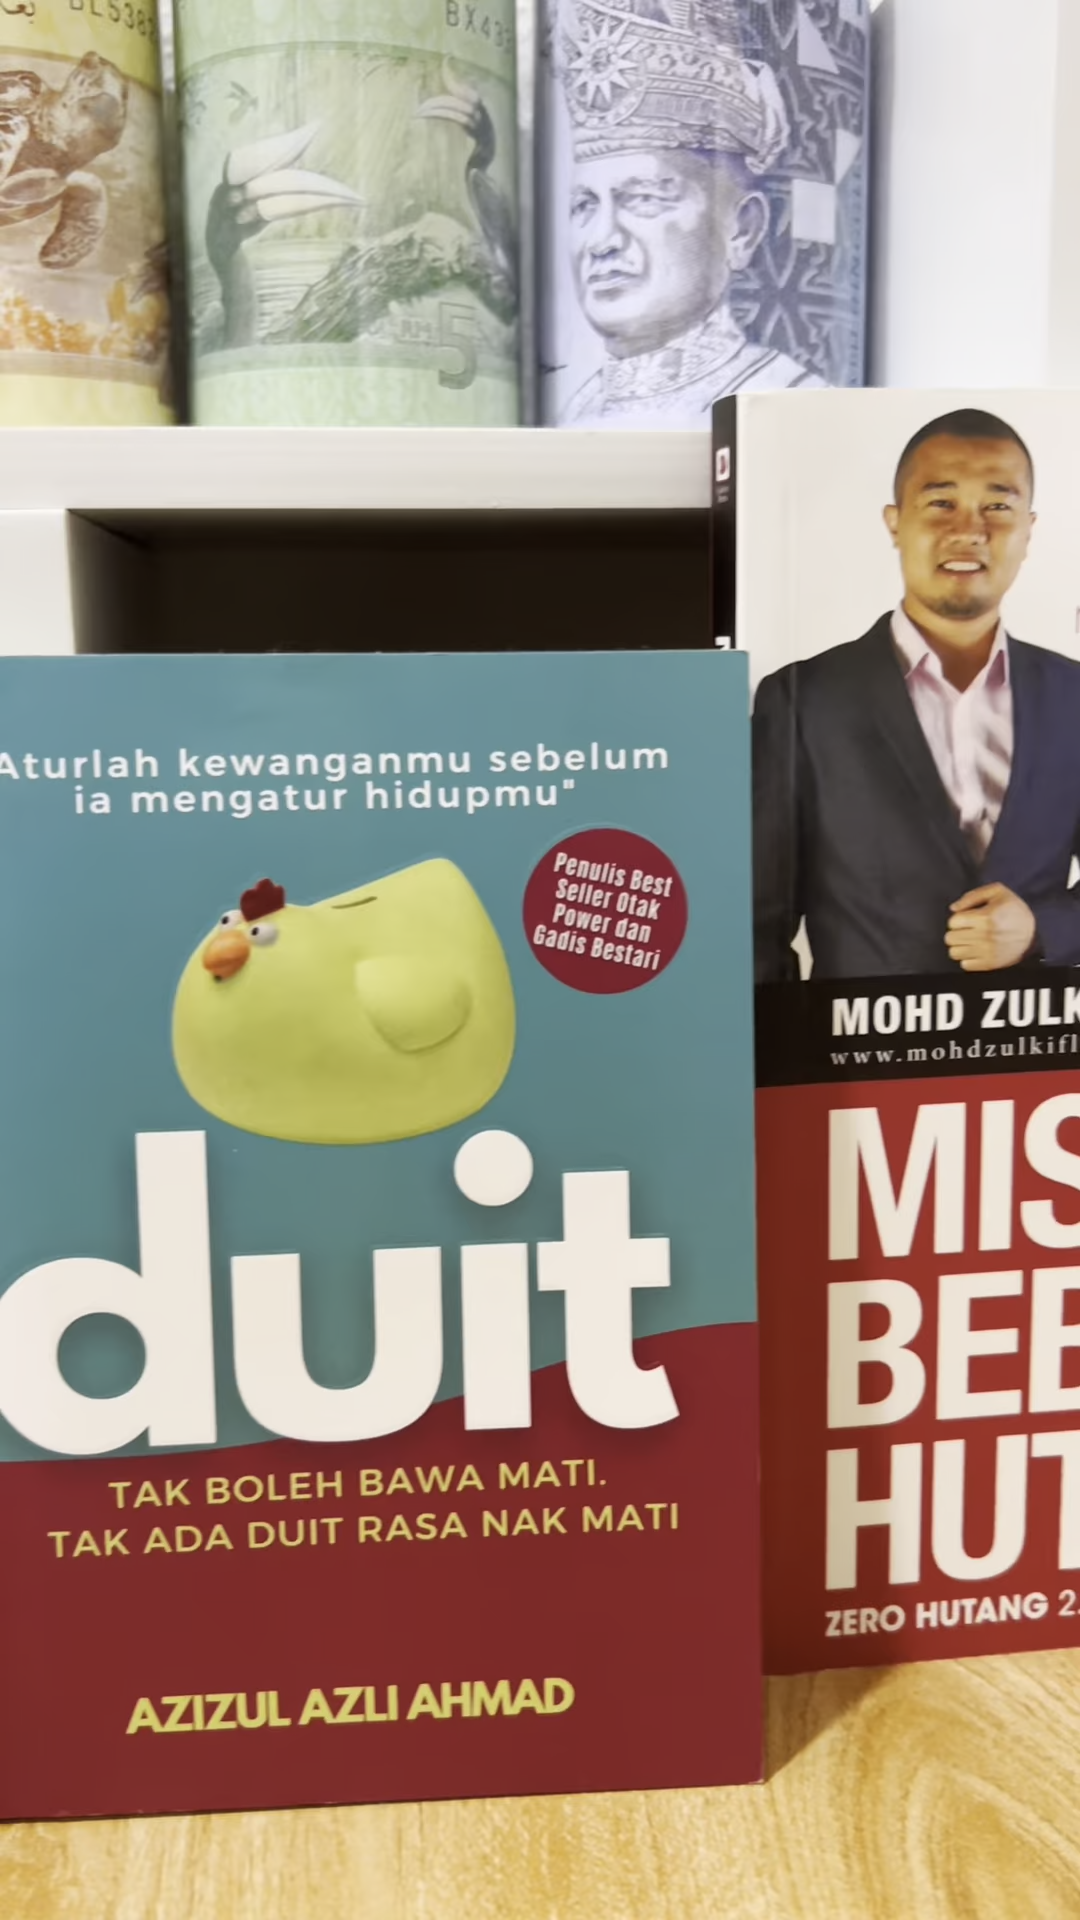 BX43
RM5
Aturlah kewanganmu sebelum
ia mengatur hidupmu"
Penulis Best
Seller Otak
Power dan
Gadis Bestari
duit
TAK BOLEH BAWA MATI.
TAK ADA DUIT RASA NAK MATI
AZIZUL AZLI AHMAD
MOHD ZULK
www.mohdzulkifl
MIS
BEB
HUT
ZERO HUTANG 2.